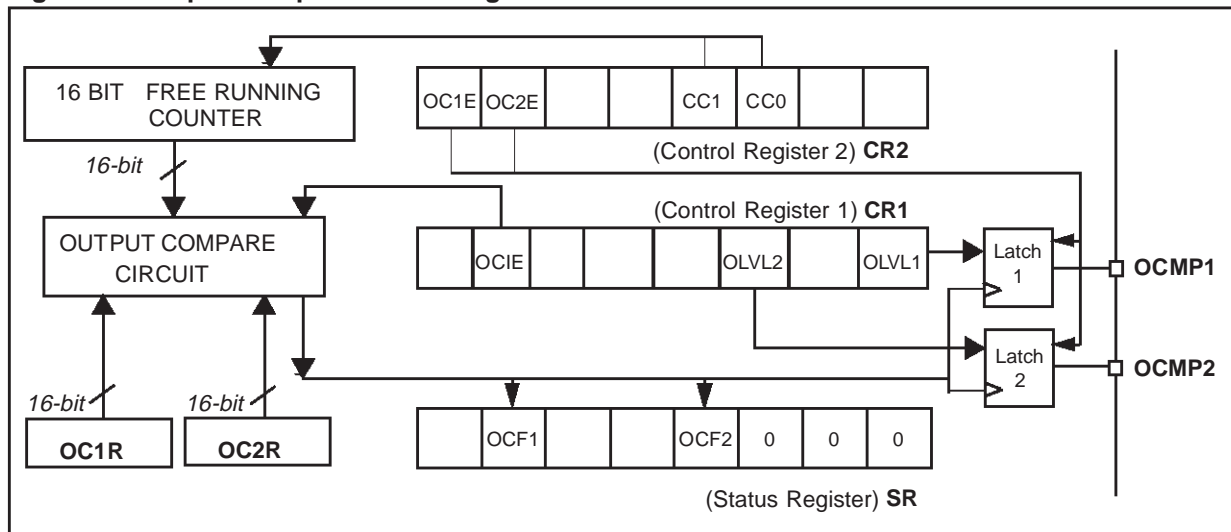 16 BIT FREE RUNNING
COUNTER
16-bit
OC1E OC2E CC1 CC0
(Control Register 2) CR2
(Control Register 1) CR1
OUTPUT COMPARE
CIRCUIT
OCIE OLVL2 OLVL1
Latch
1
OCMP1
Latch
2
OCMP2
16-bit
16-bit
OC1R
OC2R
OCF1 OCF2 0 0 0
(Status Register) SR